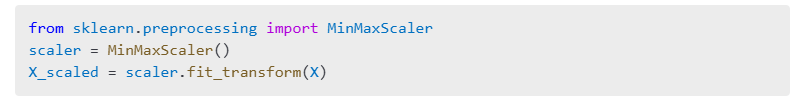 from sklearn.preprocessing import MinMaxScaler
scaler = MinMaxScaler()
X_scaled = scaler.fit_transform(X)